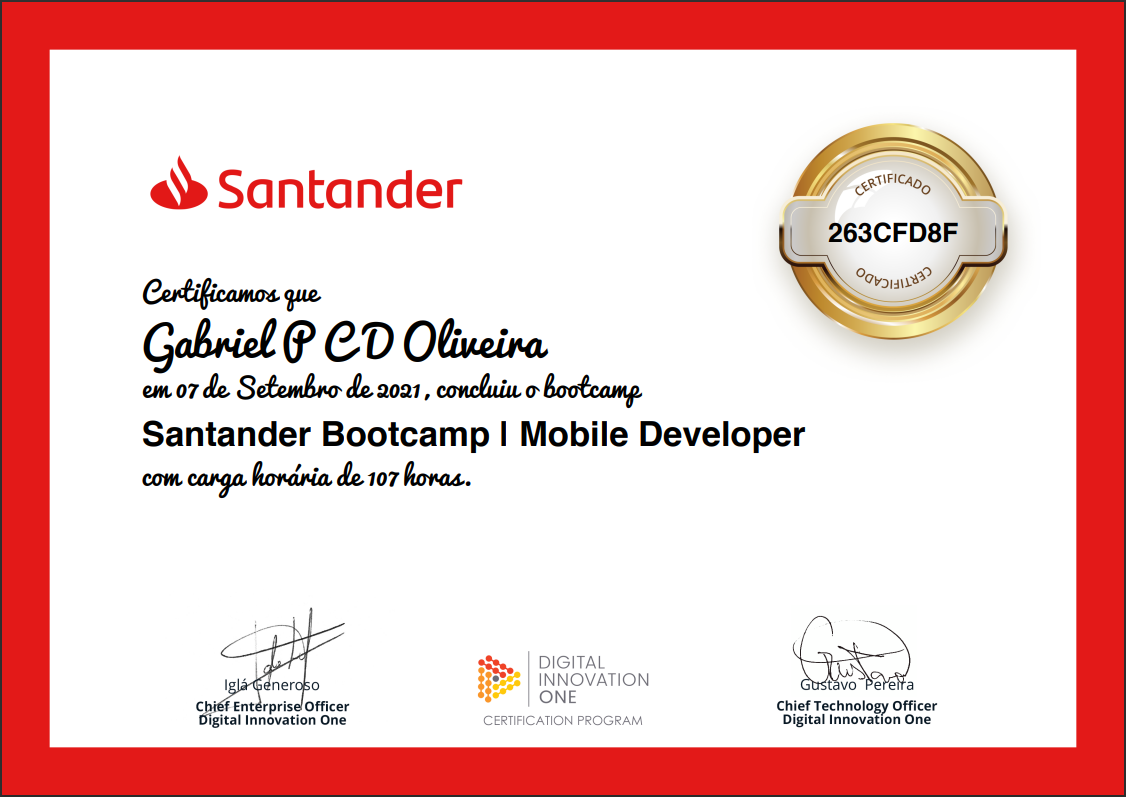 Santander
CERTIFICADO
263CFD8F
CERTIFICADO
Certificamos que
Gabriel P C D Oliveira
em 07 de Setembro de 2021, concluiu o bootcamp
Santander Bootcamp | Mobile Developer
com carga horária de 107 horas.
Iglá Generoso
Chief Enterprise Officer
Digital Innovation One
DIGITAL
INNOVATION
ONE
CERTIFICATION PROGRAM
Gustavo
Gustavo Pereira
Chief Technology Officer
Digital Innovation One